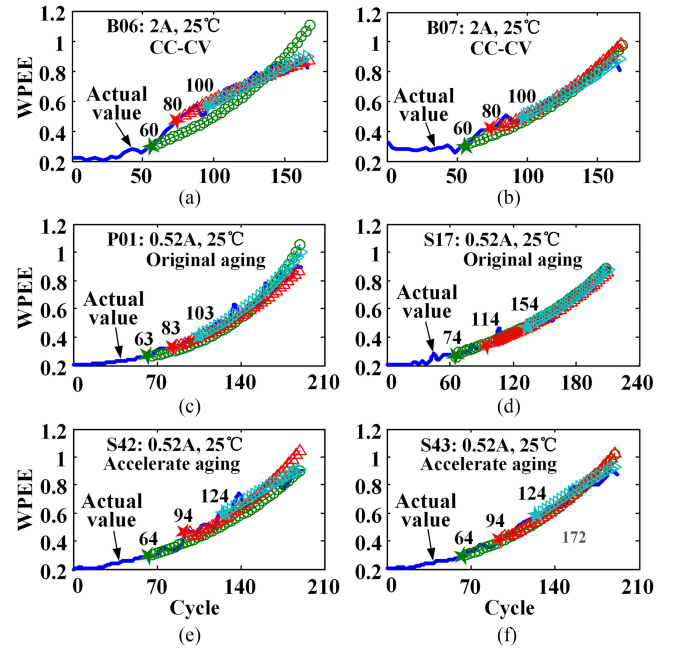 B06: 2A, 25℃
CC-CV
WPEE
1.2
1.0
0.8
0.6
0.4
0.2
Actual
value
60
80
100
0
50
100
150
(a)
B07: 2A, 25℃
CC-CV
1.2
1.0
0.8
0.6
0.4
0.2
Actual
value
60
80
100
0
50
100
150
(b)
P01: 0.52A, 25℃
Original aging
WPEE
1.2
1.0
0.8
0.6
0.4
0.2
Actual
value
63
83
103
0
70
140
210
(c)
S17: 0.52A, 25℃
Original aging
1.2
1.0
0.8
0.6
0.4
0.2
Actual
value
74
114
154
0
60
120
180
240
(d)
S42: 0.52A, 25℃
Accelerate aging
WPEE
1.2
1.0
0.8
0.6
0.4
0.2
Actual
value
64
94
124
0
70
140
210
Cycle
(e)
S43: 0.52A, 25℃
Accelerate aging
1.2
1.0
0.8
0.6
0.4
0.2
Actual
value
64
94
124
172
0
70
140
210
Cycle
(f)